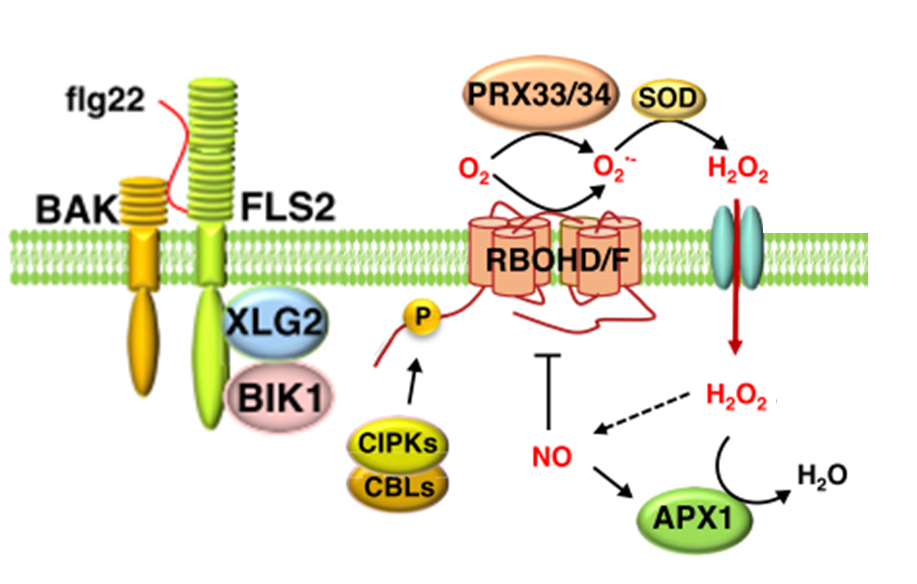 flg22
BAK
FLS2
XLG2
BIK1
PRX33/34
SOD
O₂
O₂·-
H₂O₂
RBOHD/F
P
CIPKs
CBLs
H₂O₂
NO
APX1
H₂O